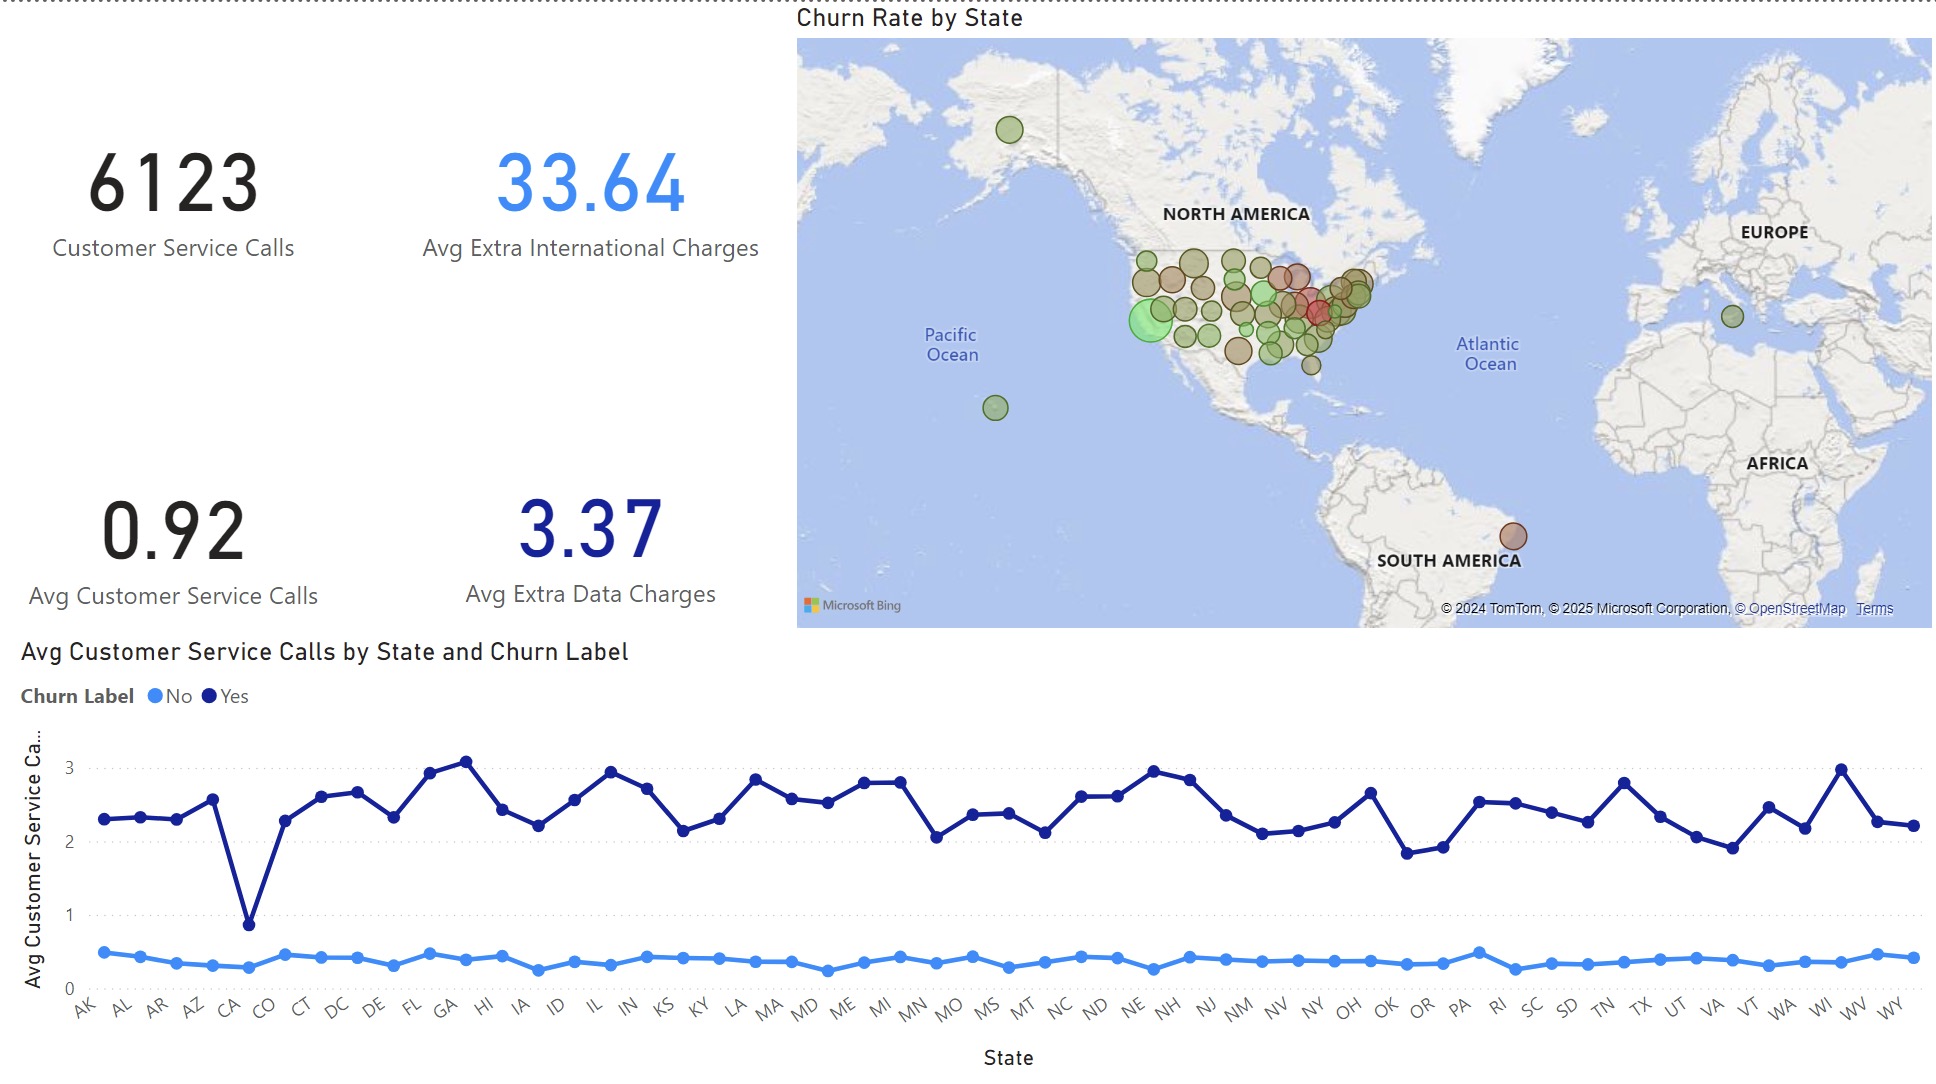 Churn Rate by State
6123
Customer Service Calls
33.64
Avg Extra International Charges
0.92
Avg Customer Service Calls
3.37
Avg Extra Data Charges
NORTH AMERICA
EUROPE
Pacific
Ocean
Atlantic
Ocean
AFRICA
SOUTH AMERICA
Microsoft Bing
© 2024 TomTom, © 2025 Microsoft Corporation, © OpenStreetMap Terms
Avg Customer Service Calls by State and Churn Label
Churn Label No Yes
Avg Customer Service Ca...
3
2
1
0
AK AL AR AZ CA CO CT DC DE FL GA HI IA ID IL IN KS KY LA MA MD ME MI MN MO MS MT NC ND NE NH NJ NM NV NY OH OK OR PA RI SC SD TN TX UT VA VT WA WI WV WY
State